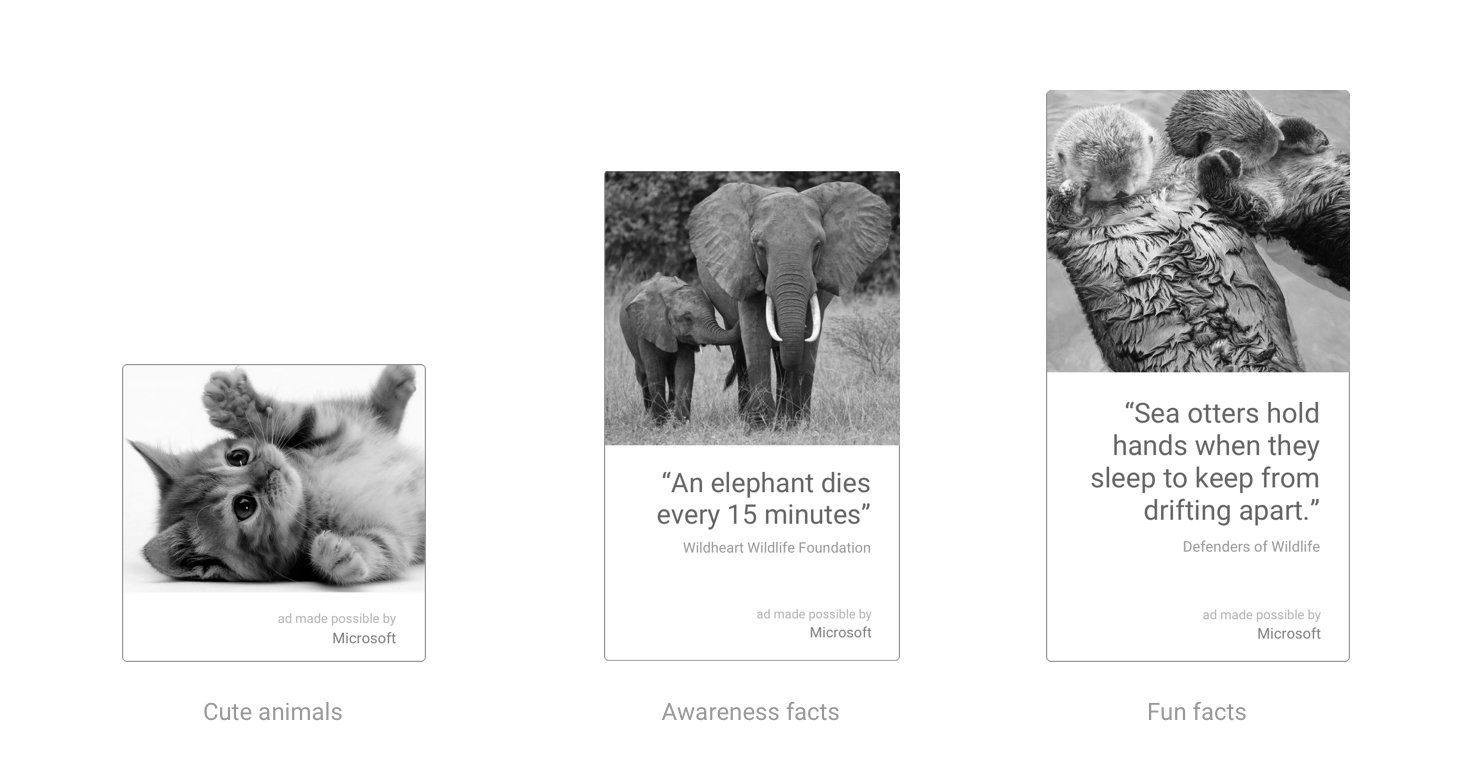 ad made possible by
Microsoft
Cute animals
“An elephant dies
every 15 minutes”
Wildheart Wildlife Foundation
ad made possible by
Microsoft
Awareness facts
“Sea otters hold
hands when they
sleep to keep from
drifting apart.”
Defenders of Wildlife
ad made possible by
Microsoft
Fun facts